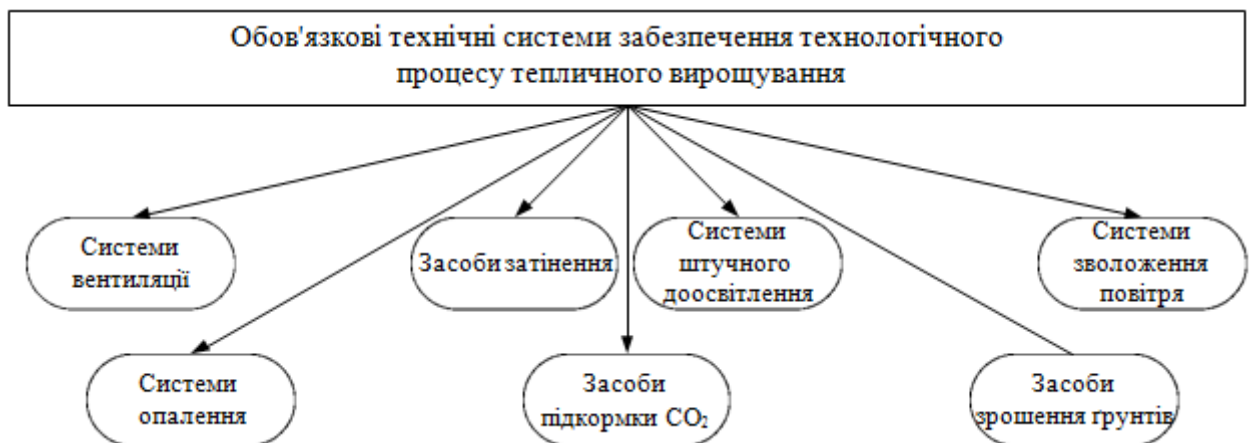 Обов'язкові технічні системи забезпечення технологічного
процесу тепличного вирощування
Системи
вентиляції
Засоби затінення
Системи
штучного
доосвітлення
Системи
зволоження
повітря
Системи
опалення
Засоби
підкормки CO₂
Засоби
зрошення ґрунтів